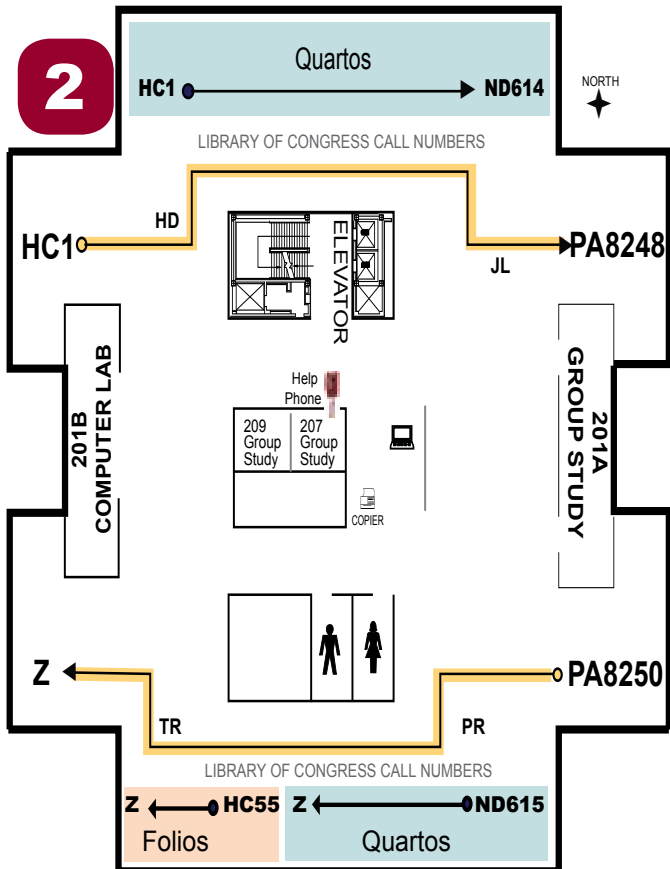 2
Quartos
HC1
ND614
NORTH
LIBRARY OF CONGRESS CALL NUMBERS
HD
HC1
PA8248
JL
ELEVATOR
Help
Phone
201B
COMPUTER LAB
209
Group
Study
207
Group
Study
COPIER
201A
GROUP STUDY
Z
PA8250
TR
PR
LIBRARY OF CONGRESS CALL NUMBERS
Z
HC55
Folios
Z
ND615
Quartos